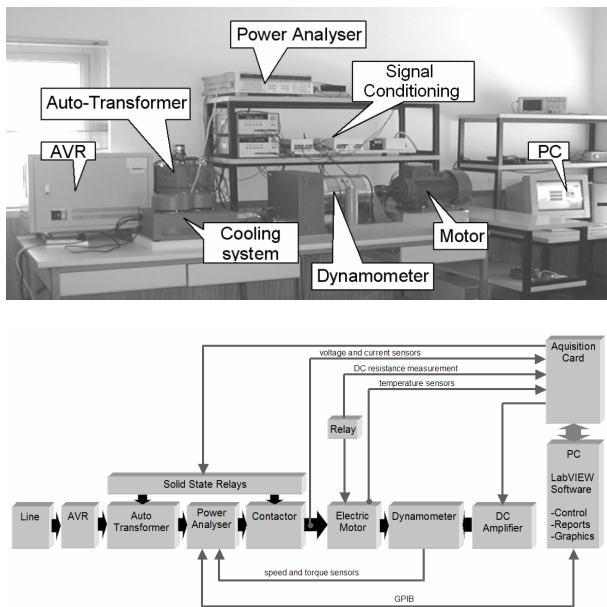 Power Analyser
Signal
Conditioning
Auto-Transformer
AVR
PC
Cooling
system
Motor
Dynamometer
Aquisition
Card
voltage and current sensors
DC resistance measurement
temperature sensors
Relay
PC
LabVIEW
Software
-Control
-Reports
-Graphics
Solid State Relays
Line
AVR
Auto
Transformer
Power
Analyser
Contactor
Electric
Motor
Dynamometer
DC
Amplifier
speed and torque sensors
GPIB